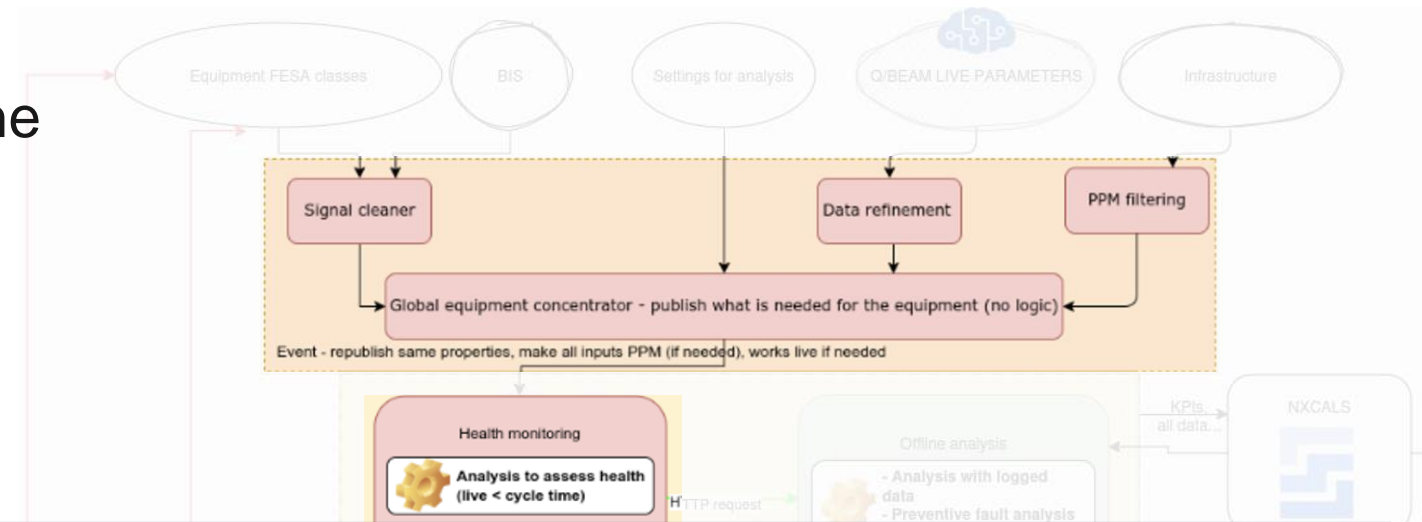 ne
Equipment FESA classes
BIS
Settings for analysis
Q/BEAM LIVE PARAMETERS
Infrastructure
Signal cleaner
Data refinement
PPM filtering
Global equipment concentrator - publish what is needed for the equipment (no logic)
Event - republish same properties, make all inputs PPM (if needed), works live if needed
Health monitoring
Analysis to assess health
(live < cycle time)
HTTP request
Offline analysis
- Analysis with logged
data
- Preventive fault analysis
KPIs,
all data...
NXCALS